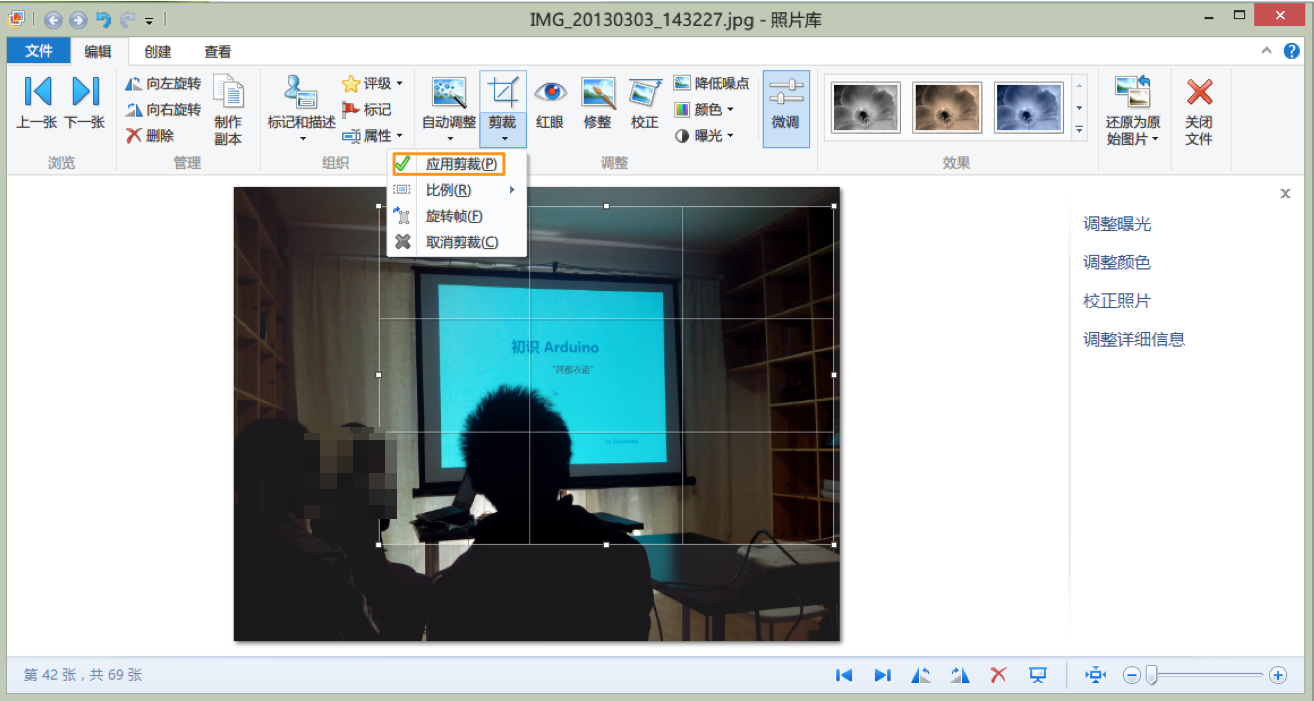 IMG_20130303_143227.jpg - 照片库
文件 编辑 创建 查看
上一张 下一张
浏览
向左旋转
向右旋转
删除
制作
副本
管理
标记和描述
评级
标记
属性
组织
自动调整
剪裁
红眼
修整
校正
降低噪点
颜色
曝光
微调
调整
效果
还原为原
始图片
关闭
文件
应用剪裁(P)
比例(R)
旋转帧(F)
取消剪裁(C)
初识 Arduino
调整曝光
调整颜色
校正照片
调整详细信息
第 42 张，共 69 张